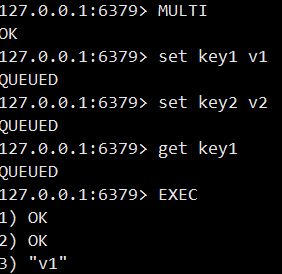 127.0.0.1:6379> MULTI
OK
127.0.0.1:6379> set key1 v1
QUEUED
127.0.0.1:6379> set key2 v2
QUEUED
127.0.0.1:6379> get key1
QUEUED
127.0.0.1:6379> EXEC
1) OK
2) OK
3) "v1"